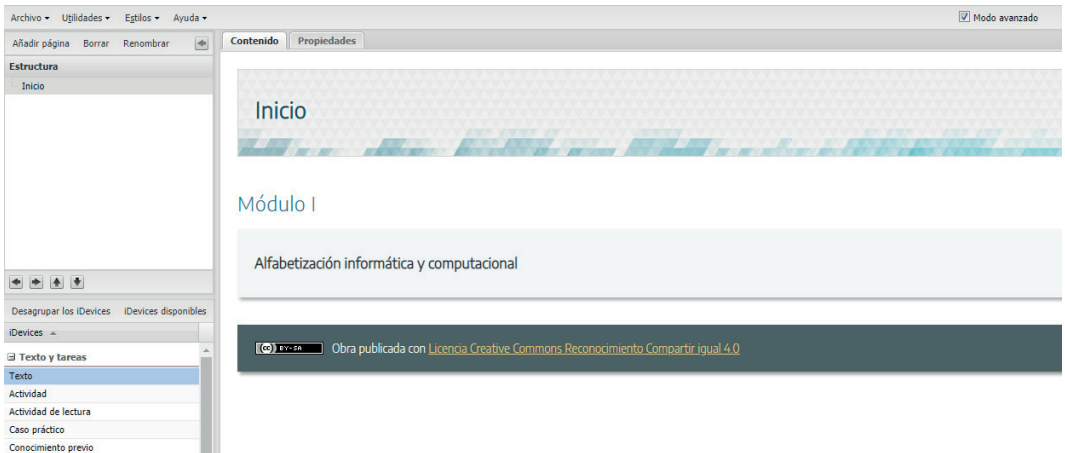 Archivo Utilidades Estilos Ayuda Modo avanzado
Añadir página Borrar Renombrar
Contenido Propiedades
Estructura
Inicio
Inicio
Módulo I
Alfabetización informática y computacional
Desagrupar los iDevices iDevices disponibles
iDevices
(cc) BY-SA Obra publicada con Licencia Creative Commons Reconocimiento Compartir igual 4.0
Texto y tareas
Texto
Actividad
Actividad de lectura
Caso práctico
Conocimiento previo